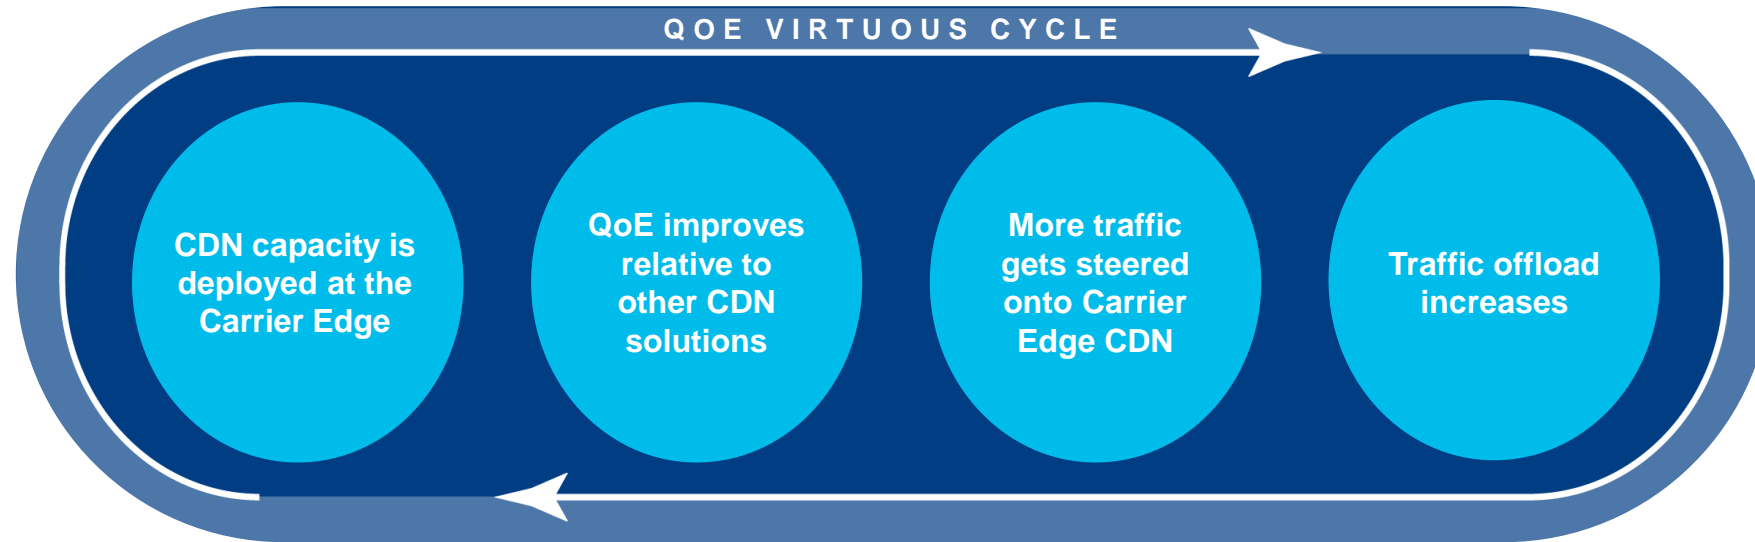 QOE VIRTUOUS CYCLE
CDN capacity is
deployed at the
Carrier Edge
QoE improves
relative to
other CDN
solutions
More traffic
gets steered
onto Carrier
Edge CDN
Traffic offload
increases